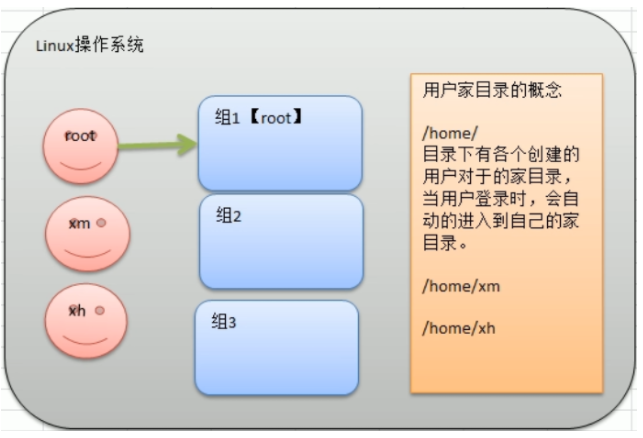 Linux操作系统
root
组1【root】
xm
组2
xh
组3
用户家目录的概念
/home/
目录下有各个创建的
用户对于的家目录，
当用户登录时，会自
动的进入到自己的家
目录。
/home/xm
/home/xh